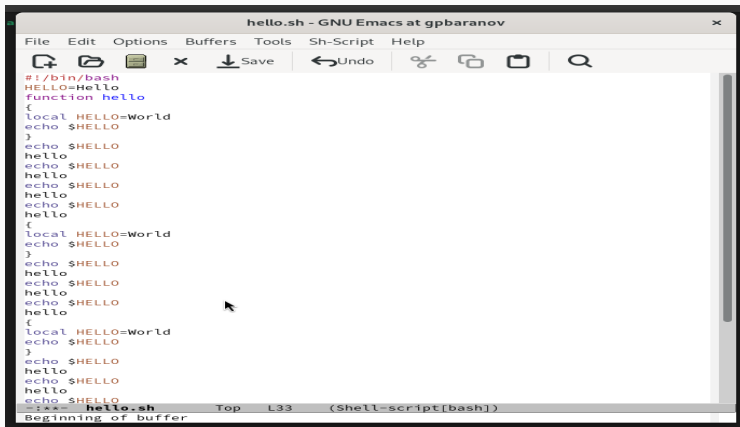 hello.sh - GNU Emacs at gpbaranov
File Edit Options Buffers Tools Sh-Script Help
Save Undo
#!/bin/bash
HELLO=Hello
function hello
{
local HELLO=World
echo $HELLO
}
echo $HELLO
hello
echo $HELLO
hello
echo $HELLO
hello
echo $HELLO
hello
{
local HELLO=World
echo $HELLO
}
echo $HELLO
hello
echo $HELLO
hello
echo $HELLO
hello
{
local HELLO=World
echo $HELLO
}
echo $HELLO
hello
echo $HELLO
hello
echo $HELLO
-:**- hello.sh Top L33 (Shell-script[bash])
Beginning of buffer